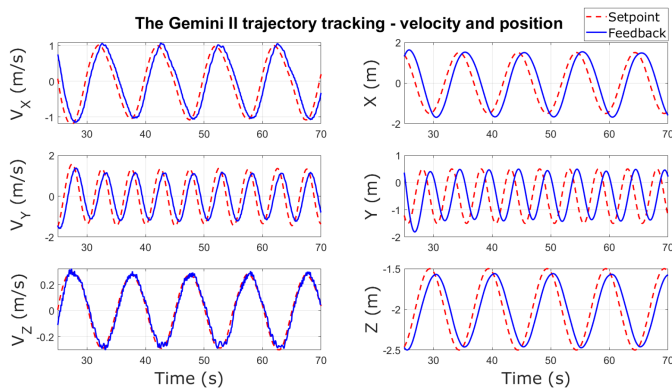 The Gemini II trajectory tracking - velocity and position
Setpoint
Feedback
V_X (m/s)
1
0
-1
30 40 50 60 70
X (m)
2
0
-2
30 40 50 60 70
V_Y (m/s)
2
0
-2
30 40 50 60 70
Y (m)
1
0
-1
-2
30 40 50 60 70
V_Z (m/s)
0.2
0
-0.2
30 40 50 60 70
Time (s)
Z (m)
-1.5
-2
-2.5
30 40 50 60 70
Time (s)